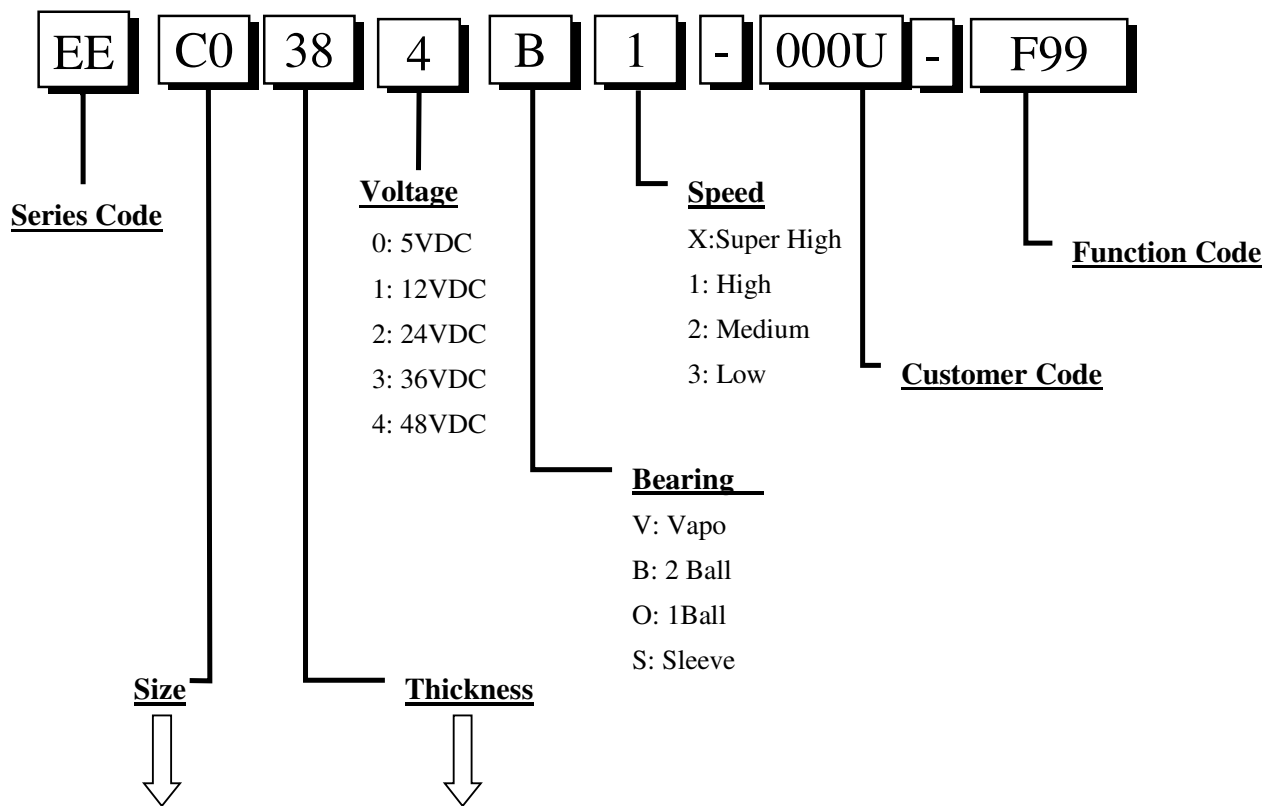 EE C0 38 4 B 1 - 000U - F99
Series Code
Voltage
0: 5VDC
1: 12VDC
2: 24VDC
3: 36VDC
4: 48VDC
Speed
X:Super High
1: High
2: Medium
3: Low
Function Code
Customer Code
Bearing
V: Vapo
B: 2 Ball
O: 1Ball
S: Sleeve
Size
Thickness